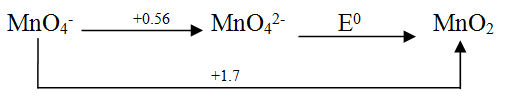 MnO₄⁻ +0.56 MnO₄²⁻ E⁰ MnO₂
+1.7